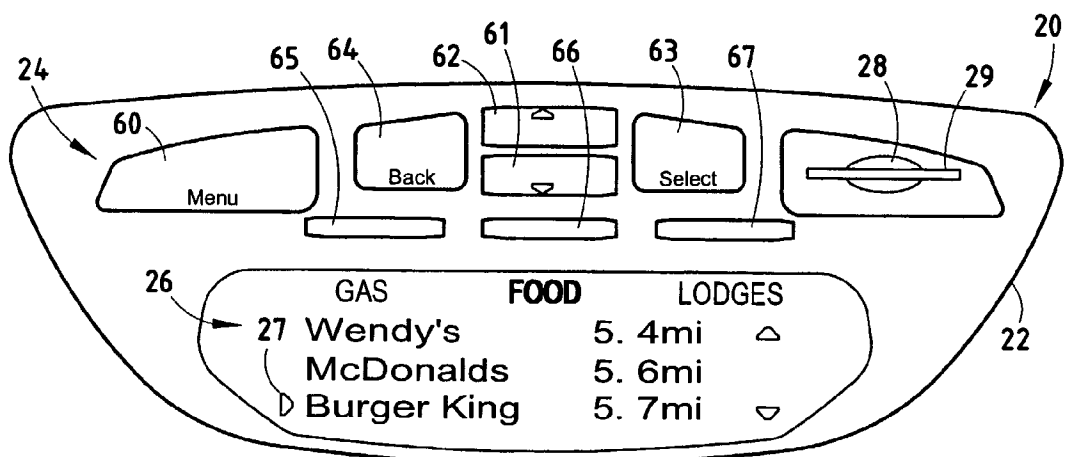 61
64 62 66 63 20
65 67 28
24 29
60
Back Select
Menu
26 GAS FOOD LODGES
27 Wendy's 5. 4mi
22
McDonalds 5. 6mi
Burger King 5. 7mi